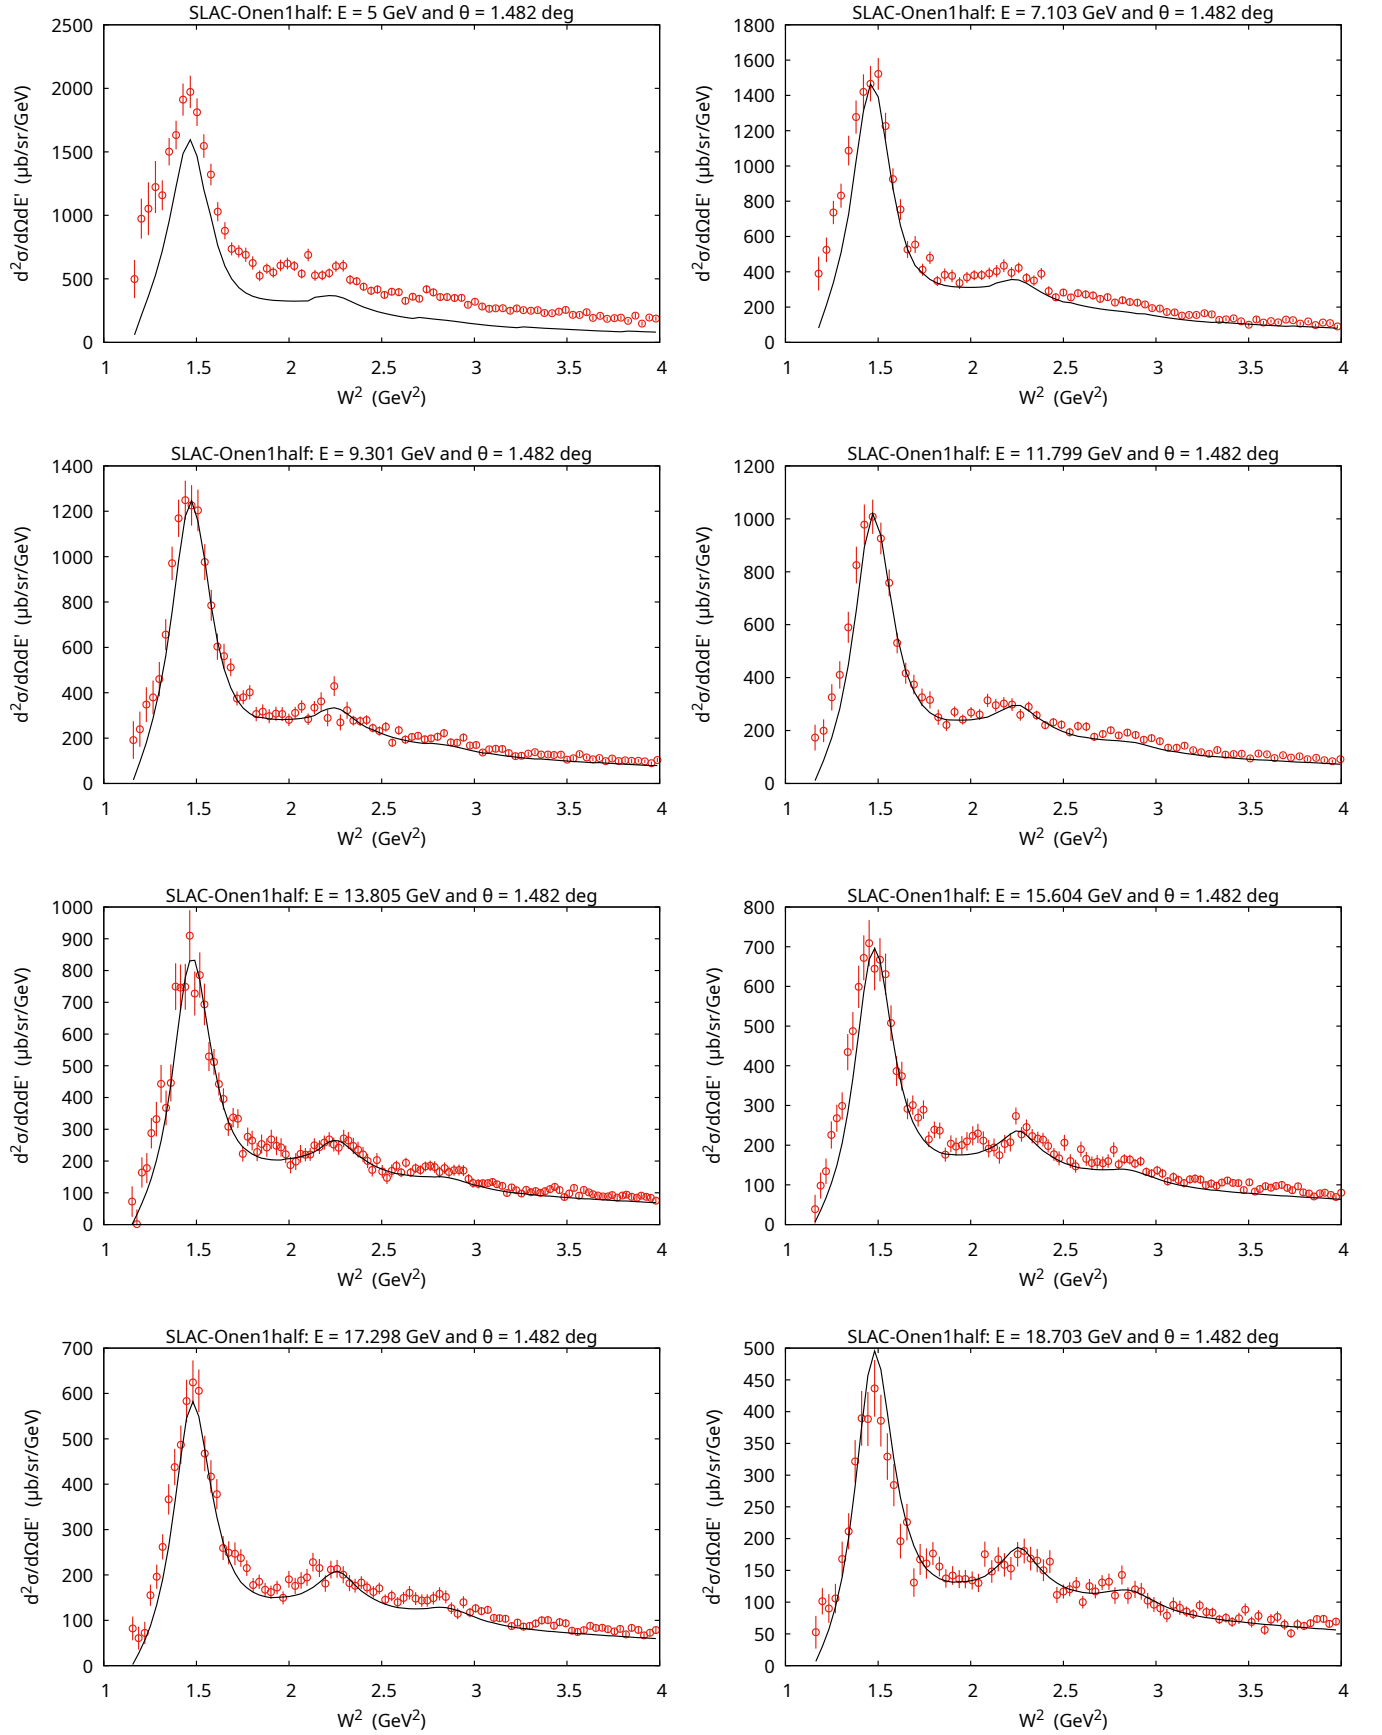 SLAC-Onen1half: E = 5 GeV and θ = 1.482 deg
2500
2000
1500
1000
500
0
d²σ/dΩdE' (μb/sr/GeV)
1 1.5 2 2.5 3 3.5 4
W² (GeV²)
SLAC-Onen1half: E = 7.103 GeV and θ = 1.482 deg
1800
1600
1400
1200
1000
800
600
400
200
0
d²σ/dΩdE' (μb/sr/GeV)
1 1.5 2 2.5 3 3.5 4
W² (GeV²)
SLAC-Onen1half: E = 9.301 GeV and θ = 1.482 deg
1400
1200
1000
800
600
400
200
0
d²σ/dΩdE' (μb/sr/GeV)
1 1.5 2 2.5 3 3.5 4
W² (GeV²)
SLAC-Onen1half: E = 11.799 GeV and θ = 1.482 deg
1200
1000
800
600
400
200
0
d²σ/dΩdE' (μb/sr/GeV)
1 1.5 2 2.5 3 3.5 4
W² (GeV²)
SLAC-Onen1half: E = 13.805 GeV and θ = 1.482 deg
1000
900
800
700
600
500
400
300
200
100
0
d²σ/dΩdE' (μb/sr/GeV)
1 1.5 2 2.5 3 3.5 4
W² (GeV²)
SLAC-Onen1half: E = 15.604 GeV and θ = 1.482 deg
800
700
600
500
400
300
200
100
0
d²σ/dΩdE' (μb/sr/GeV)
1 1.5 2 2.5 3 3.5 4
W² (GeV²)
SLAC-Onen1half: E = 17.298 GeV and θ = 1.482 deg
700
600
500
400
300
200
100
0
d²σ/dΩdE' (μb/sr/GeV)
1 1.5 2 2.5 3 3.5 4
W² (GeV²)
SLAC-Onen1half: E = 18.703 GeV and θ = 1.482 deg
500
450
400
350
300
250
200
150
100
50
0
d²σ/dΩdE' (μb/sr/GeV)
1 1.5 2 2.5 3 3.5 4
W² (GeV²)